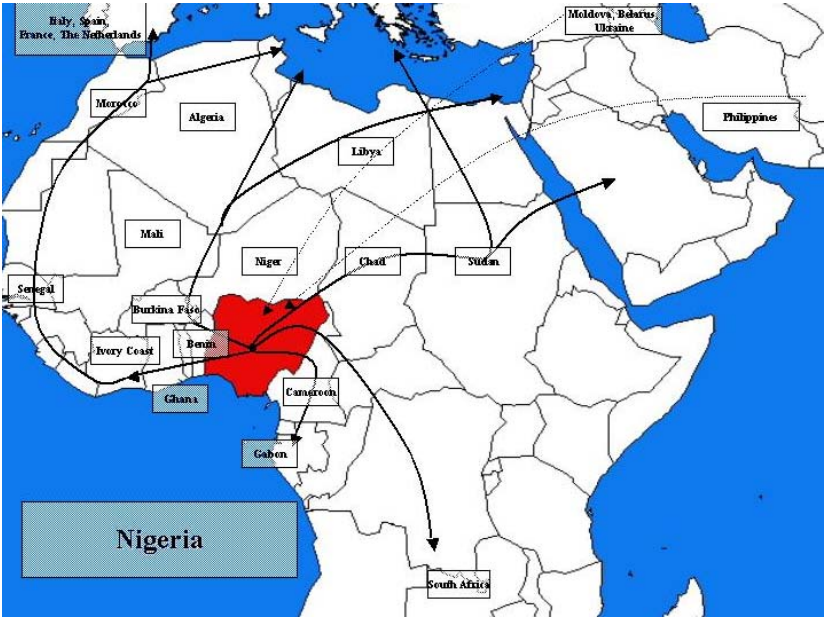 Italy, Spain,
France, The Netherlands
Moldova, Belarus
Ukraine
Morocco
Algeria
Philippines
Libya
Mali
Niger
Chad
Sudan
Senegal
Burkina Faso
Ivory Coast
Benin
Ghana
Cameroon
Gabon
Nigeria
South Africa